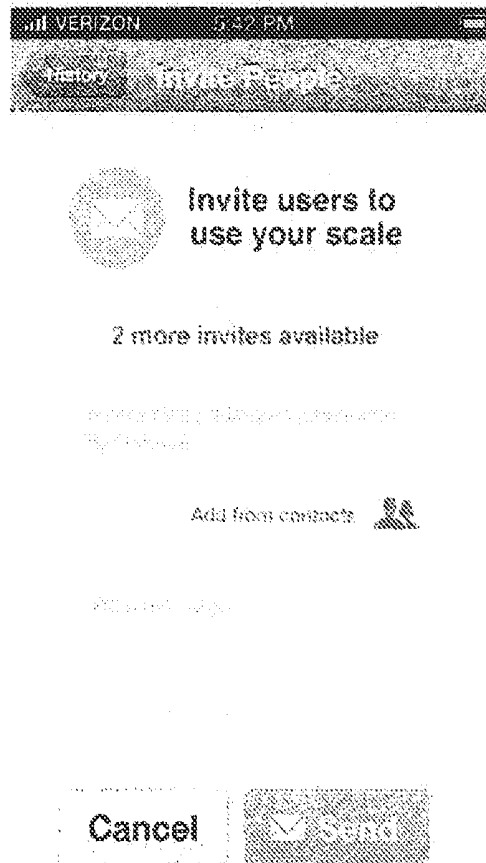 VERIZON 5:42 PM
History Invite People
Invite users to
use your scale
2 more invites available
Add from contacts
Cancel Send